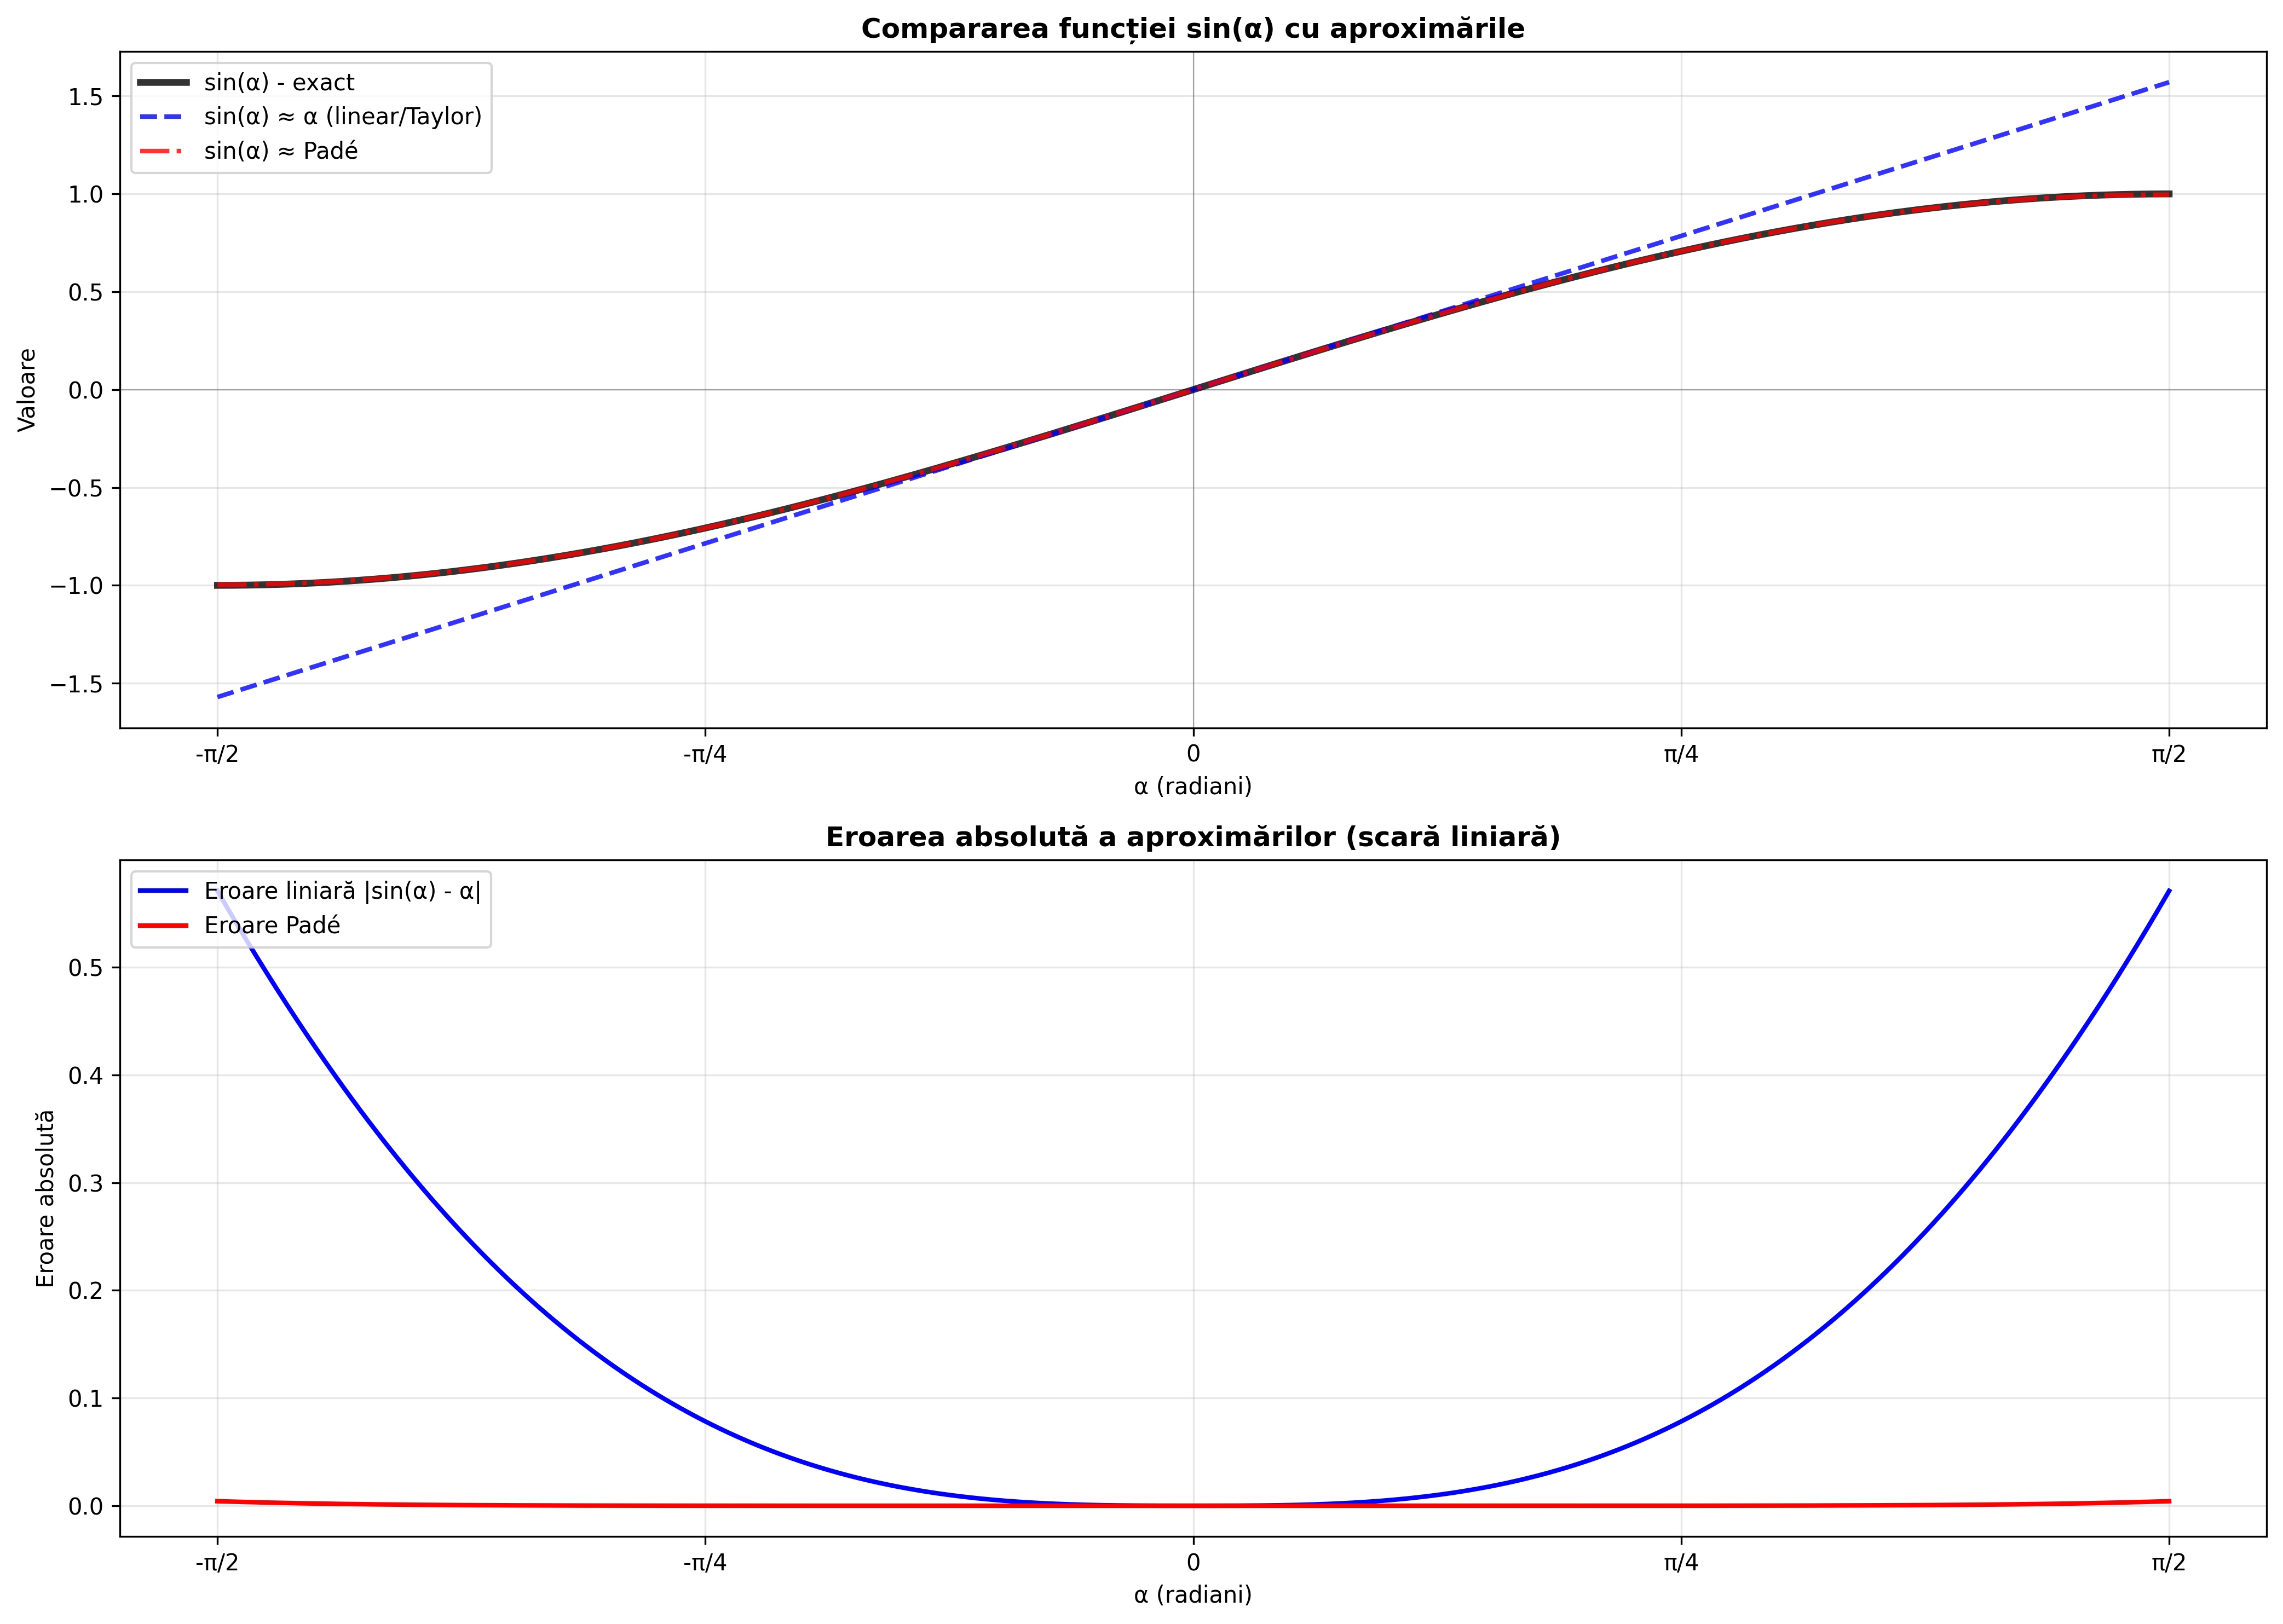 Compararea funcției sin(α) cu aproximările
sin(α) - exact
sin(α) ≈ α (linear/Taylor)
sin(α) ≈ Padé
Valoare
1.5
1.0
0.5
0.0
−0.5
−1.0
−1.5
-π/2
-π/4
0
π/4
π/2
α (radiani)
Eroarea absolută a aproximărilor (scară liniară)
Eroare liniară |sin(α) - α|
Eroare Padé
Eroare absolută
0.5
0.4
0.3
0.2
0.1
0.0
-π/2
-π/4
0
π/4
π/2
α (radiani)